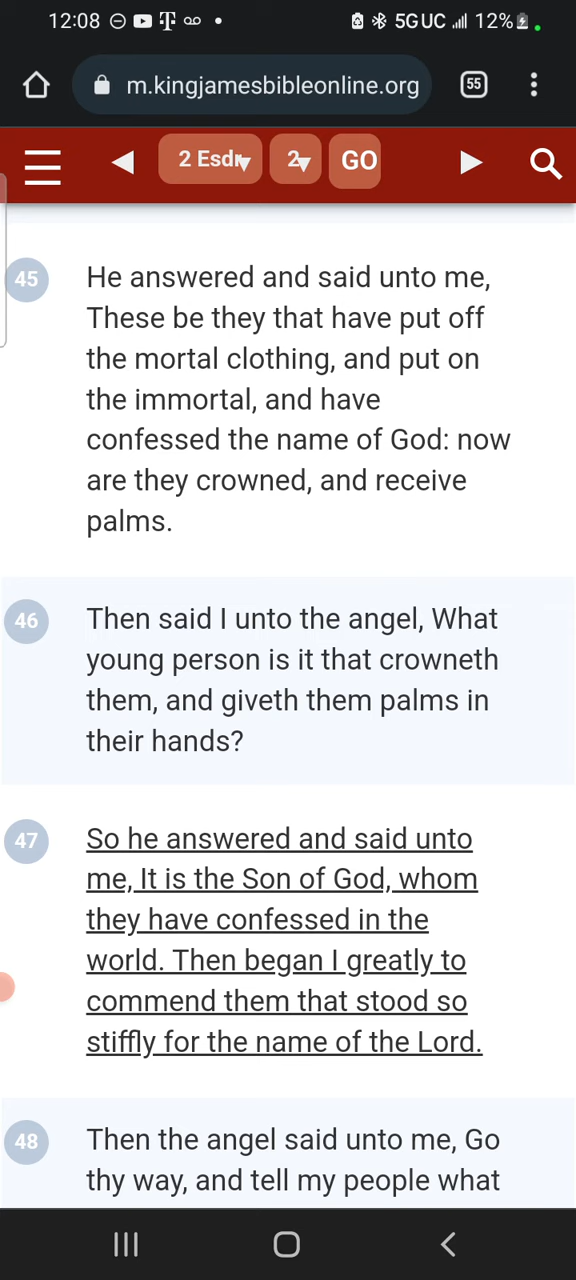 12:08 5G UC 12%
m.kingjamesbibleonline.org 55
2 Esdr 2 GO
45 He answered and said unto me,
These be they that have put off
the mortal clothing, and put on
the immortal, and have
confessed the name of God: now
are they crowned, and receive
palms.
46 Then said I unto the angel, What
young person is it that crowneth
them, and giveth them palms in
their hands?
47 So he answered and said unto
me, It is the Son of God, whom
they have confessed in the
world. Then began I greatly to
commend them that stood so
stiffly for the name of the Lord.
48 Then the angel said unto me, Go
thy way, and tell my people what